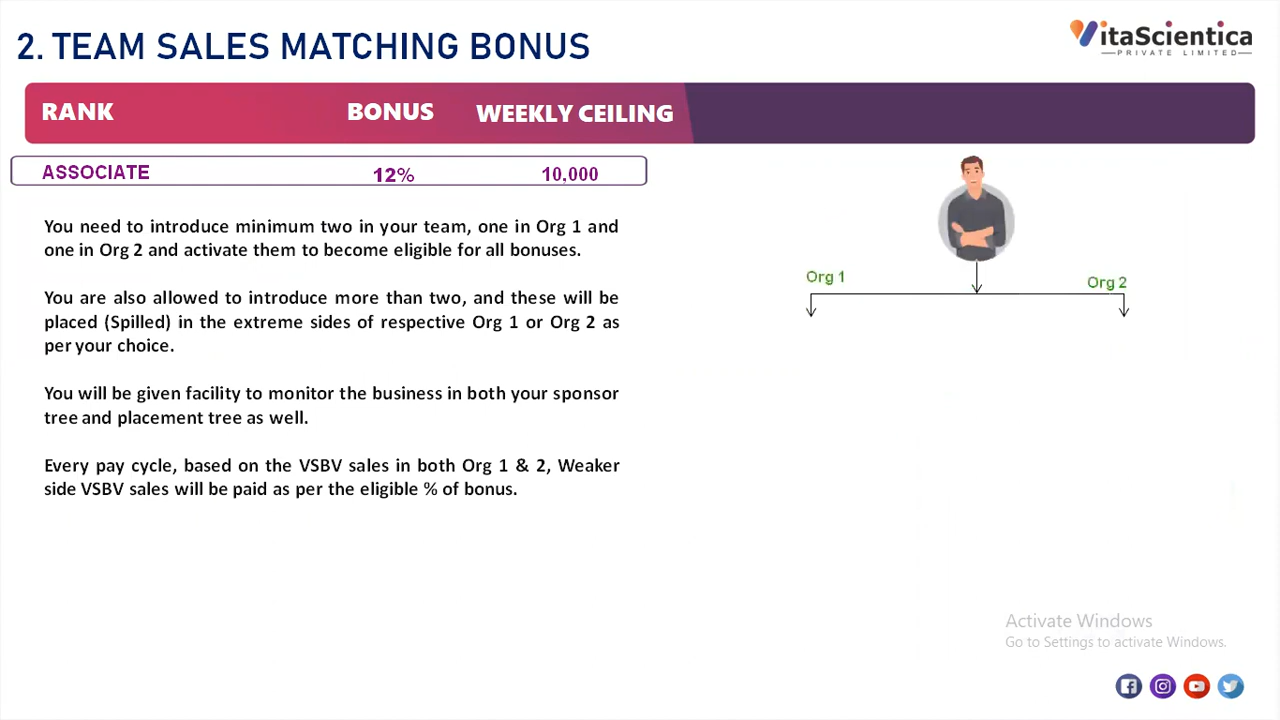 2. TEAM SALES MATCHING BONUS
VitaScientica
PRIVATE LIMITED
RANK BONUS WEEKLY CEILING
ASSOCIATE 12% 10,000
You need to introduce minimum two in your team, one in Org 1 and
one in Org 2 and activate them to become eligible for all bonuses.
You are also allowed to introduce more than two, and these will be
placed (Spilled) in the extreme sides of respective Org 1 or Org 2 as
per your choice.
You will be given facility to monitor the business in both your sponsor
tree and placement tree as well.
Every pay cycle, based on the VSBV sales in both Org 1 & 2, Weaker
side VSBV sales will be paid as per the eligible % of bonus.
Org 1
Org 2
Activate Windows
Go to Settings to activate Windows.